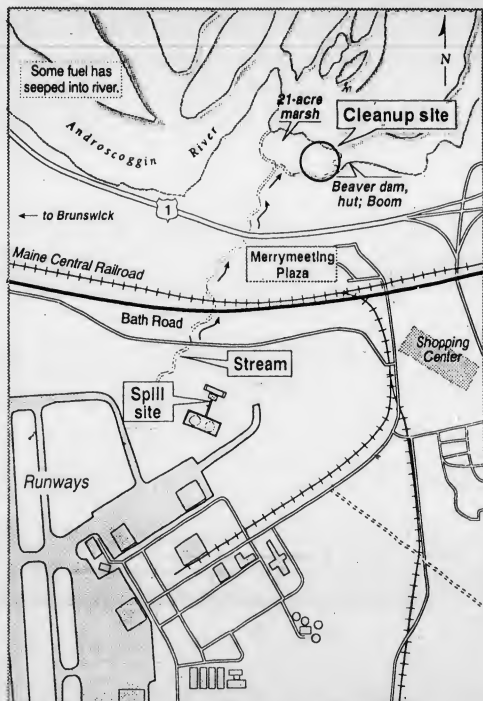 Some fuel has
seeped into river.
N
21-acre
marsh
Cleanup site
Androscoggin River
Beaver dam,
hut; Boom
1
← to Brunswick
Maine Central Railroad
Merrymeeting
Plaza
Bath Road
Shopping
Center
Stream
Spill
site
Runways